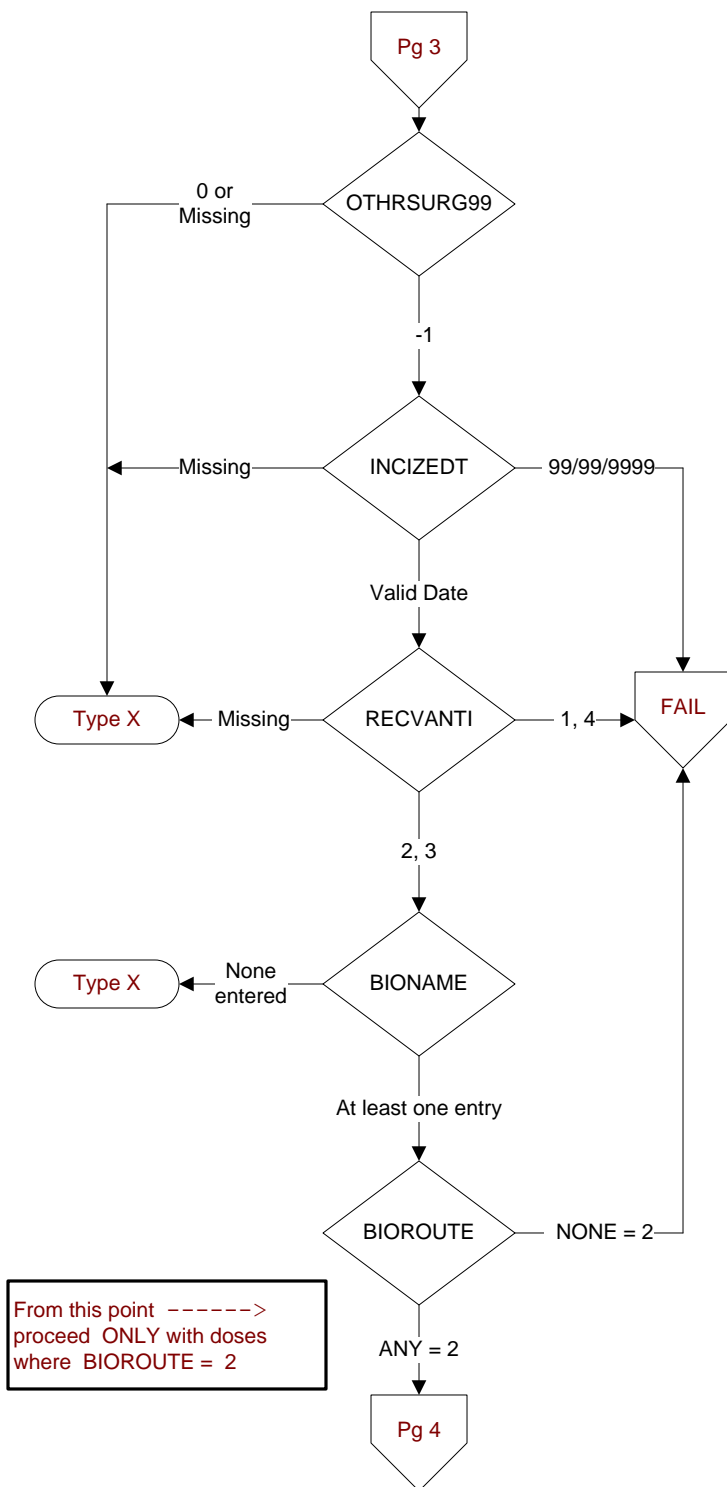 Pg 3
OTHRSURG99
0 or
Missing
-1
INCIZEDT
Missing
99/99/9999
Valid Date
RECVANTI
Type X
Missing
1, 4
FAIL
2, 3
BIONAME
Type X
None
entered
At least one entry
BIOROUTE
NONE = 2
From this point ------>
proceed ONLY with doses
where BIOROUTE = 2
ANY = 2
Pg 4